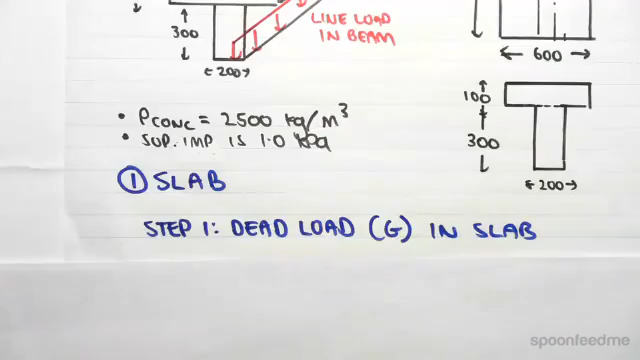 LINE LOAD
IN BEAM
300
200
600
100
300
200
• ρCONC = 2500 kg/m³
• SUP. IMP IS 1.0 kPa
① SLAB
STEP 1: DEAD LOAD (G) IN SLAB
spoonfeedme